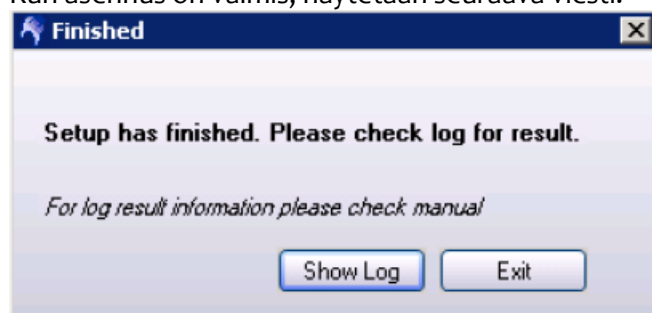 Kun asennus on valmis, näytetään seuraava viesti:
Finished
Setup has finished. Please check log for result.
For log result information please check manual
Show Log
Exit